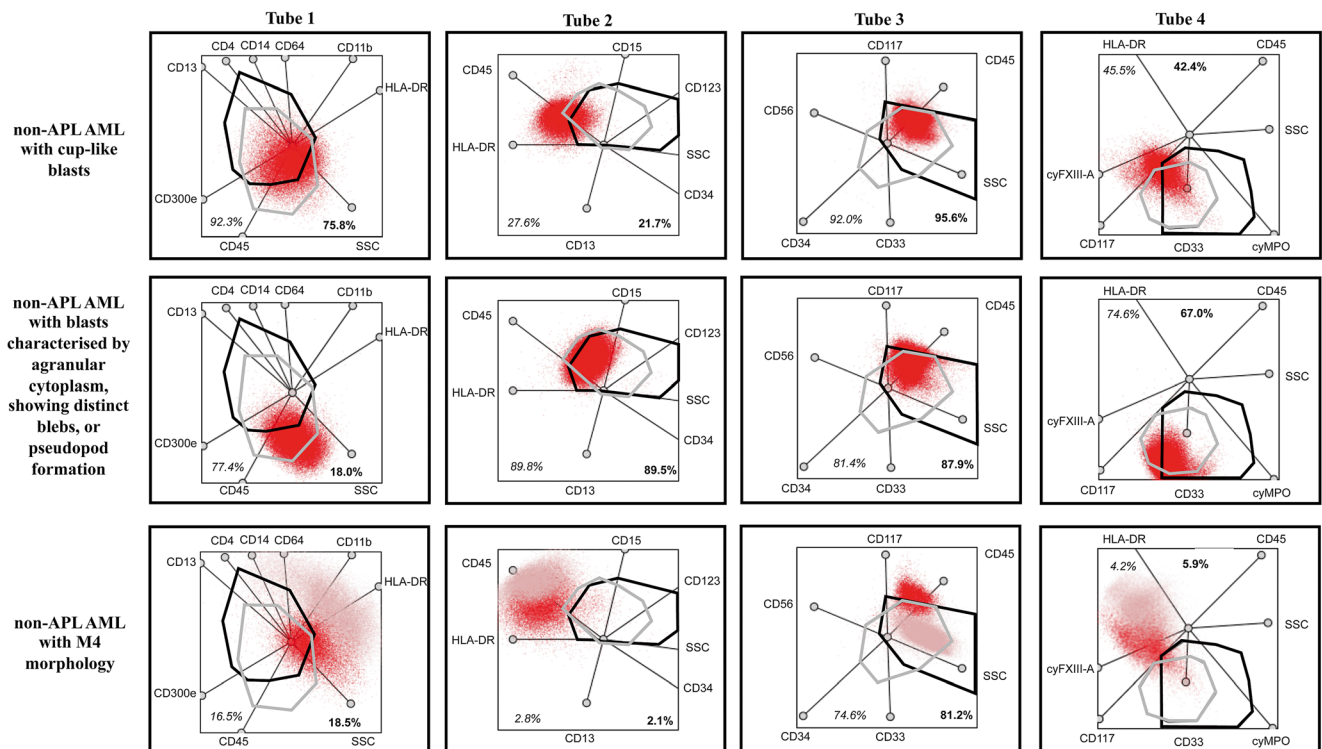 Tube 1
Tube 2
Tube 3
Tube 4
non-APL AML
with cup-like
blasts
CD4
CD14
CD64
CD11b
CD13
HLA-DR
CD300e
92.3%
75.8%
CD45
SSC
CD15
CD45
CD123
HLA-DR
SSC
CD34
27.6%
21.7%
CD13
CD117
CD45
CD56
SSC
92.0%
95.6%
CD34
CD33
HLA-DR
CD45
45.5%
42.4%
SSC
cyFXIII-A
CD117
CD33
cyMPO
non-APL AML
with blasts
characterised by
agranular
cytoplasm,
showing distinct
blebs, or
pseudopod
formation
CD4
CD14
CD64
CD11b
CD13
HLA-DR
CD300e
77.4%
18.0%
CD45
SSC
CD15
CD45
CD123
HLA-DR
SSC
CD34
89.8%
89.5%
CD13
CD117
CD45
CD56
SSC
81.4%
87.9%
CD34
CD33
HLA-DR
CD45
74.6%
67.0%
SSC
cyFXIII-A
CD117
CD33
cyMPO
non-APL AML
with M4
morphology
CD4
CD14
CD64
CD11b
CD13
HLA-DR
CD300e
16.5%
18.5%
CD45
SSC
CD15
CD45
CD123
HLA-DR
SSC
CD34
2.8%
2.1%
CD13
CD117
CD45
CD56
SSC
74.6%
81.2%
CD34
CD33
HLA-DR
CD45
4.2%
5.9%
SSC
cyFXIII-A
CD117
CD33
cyMPO